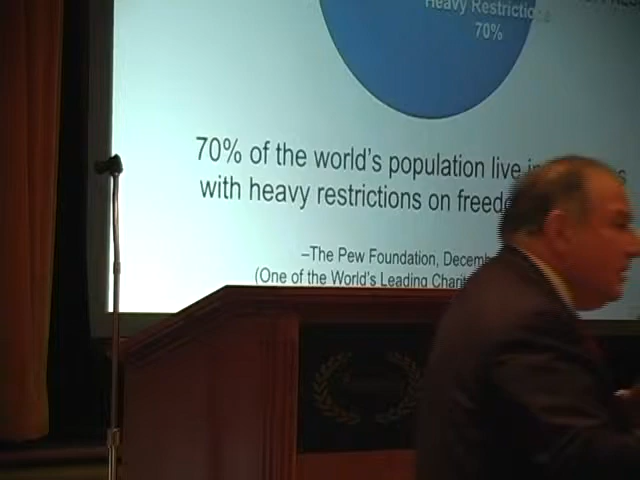 Heavy Restrictions
70%
70% of the world's population live in
with heavy restrictions on freed
–The Pew Foundation, Decemb
(One of the World's Leading Charit